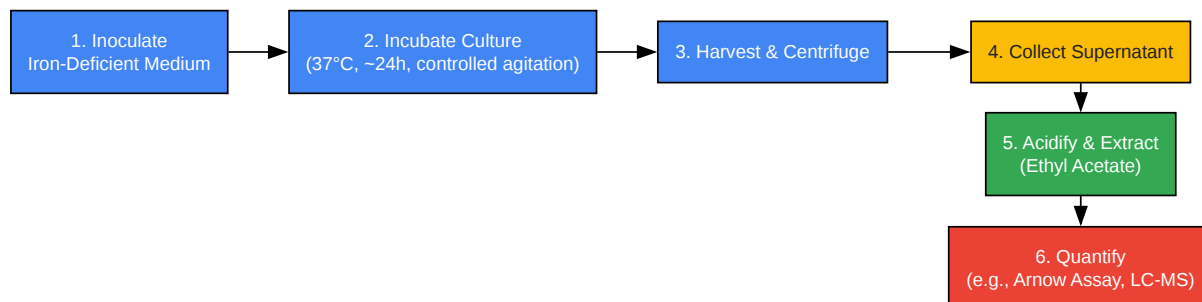 1. Inoculate
Iron-Deficient Medium
2. Incubate Culture
(37°C, ~24h, controlled agitation)
3. Harvest & Centrifuge
4. Collect Supernatant
5. Acidify & Extract
(Ethyl Acetate)
6. Quantify
(e.g., Arnow Assay, LC-MS)